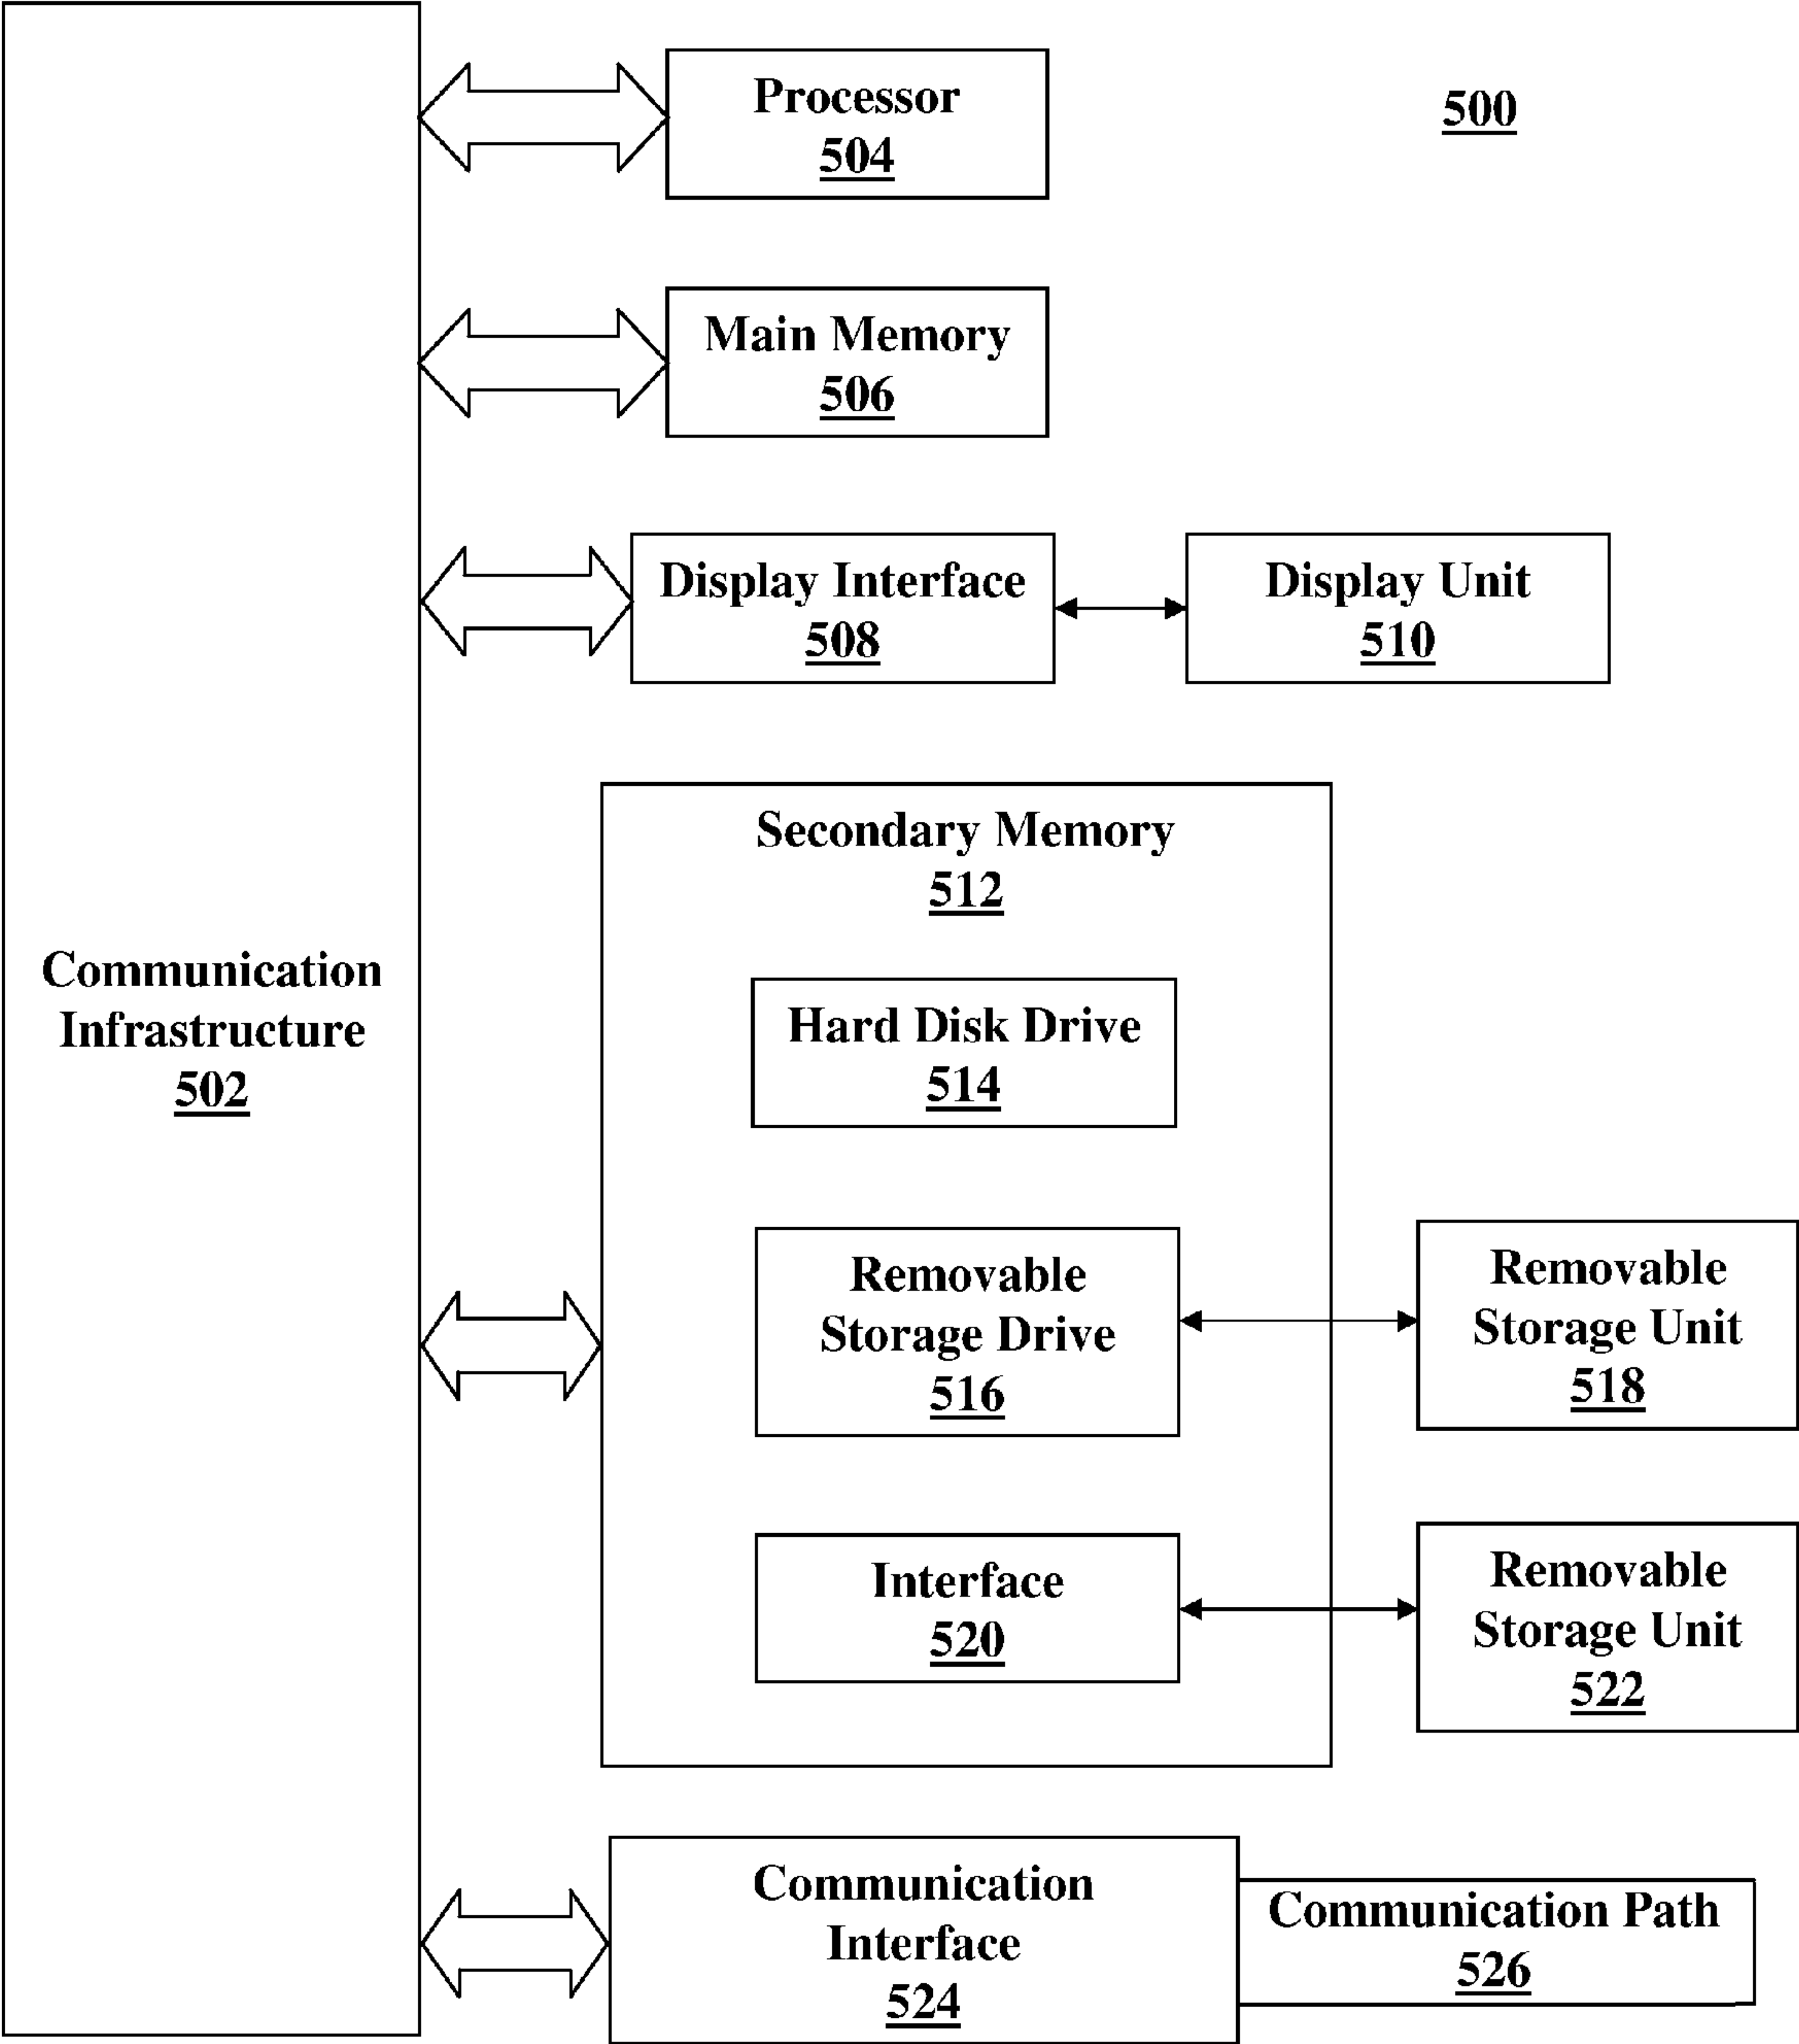 Processor
504
500
Main Memory
506
Display Interface
508
Display Unit
510
Secondary Memory
512
Communication
Infrastructure
502
Hard Disk Drive
514
Removable
Storage Drive
516
Removable
Storage Unit
518
Interface
520
Removable
Storage Unit
522
Communication
Interface
524
Communication Path
526